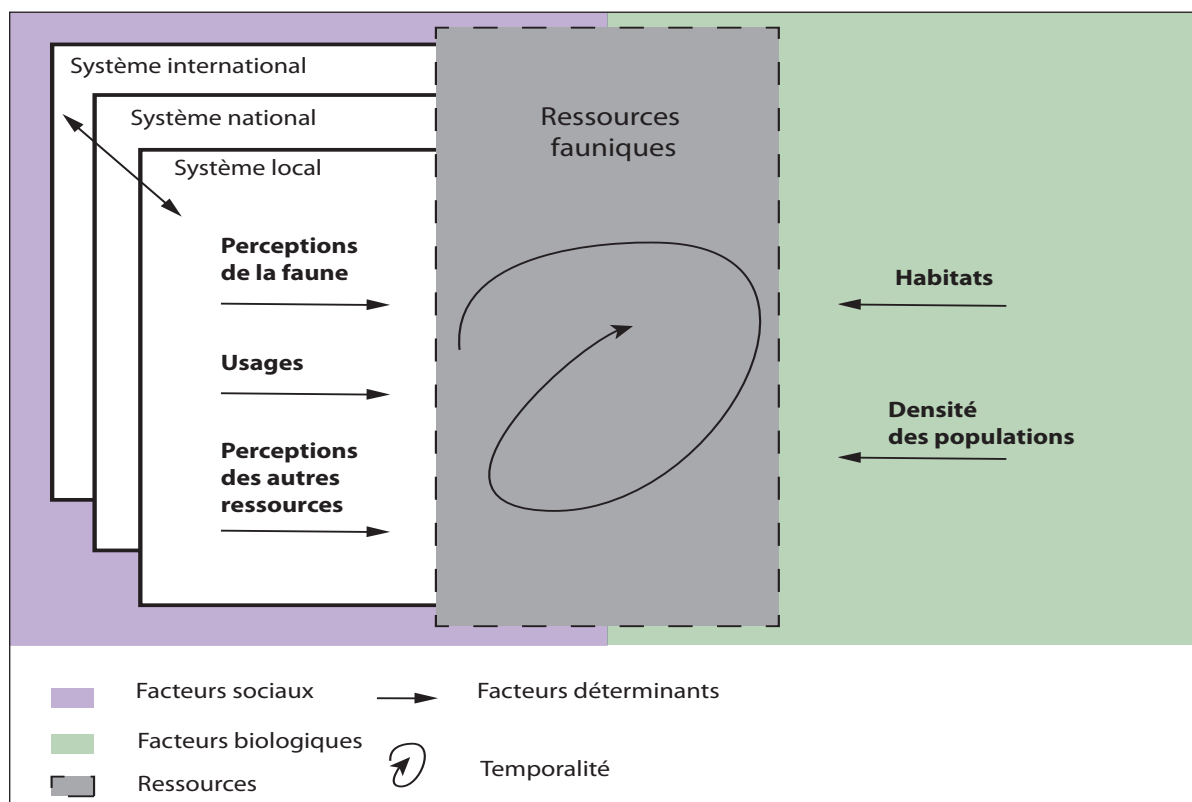 Système international
Système national
Système local
Ressources
fauniques
Perceptions
de la faune
Usages
Perceptions
des autres
ressources
Habitats
Densité
des populations
Facteurs sociaux
Facteurs déterminants
Facteurs biologiques
Temporalité
Ressources